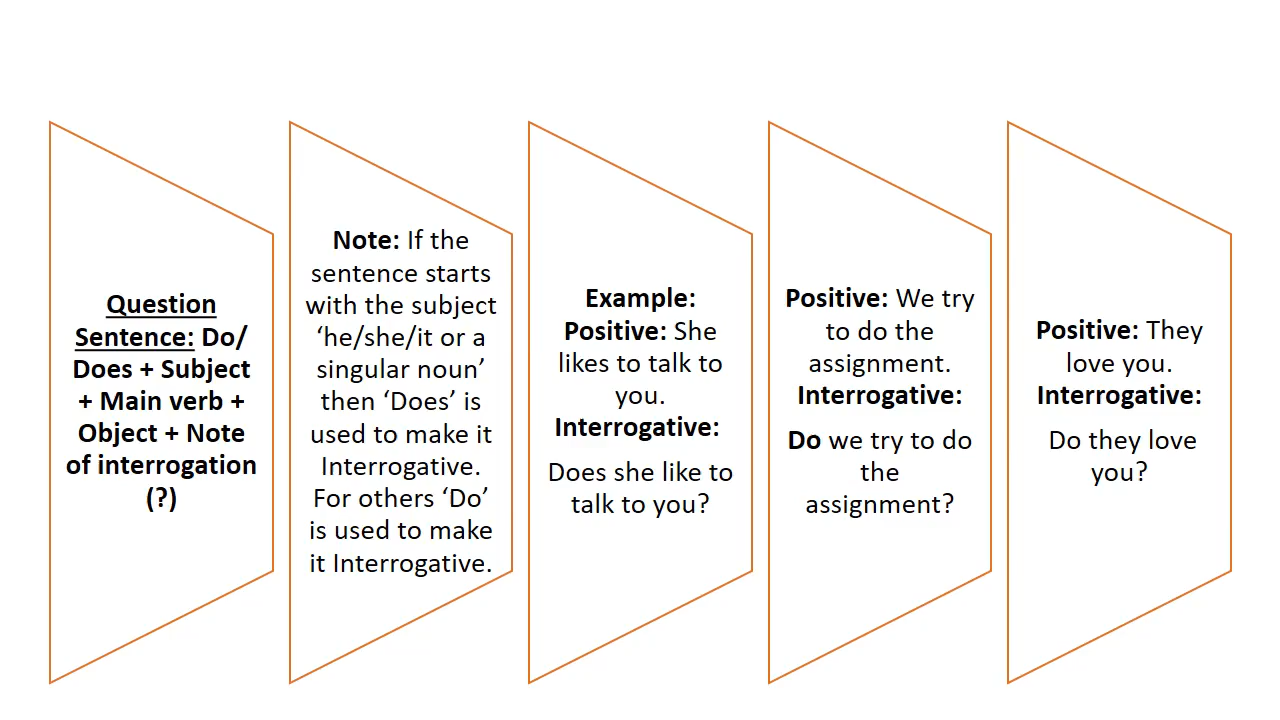 Question
Sentence: Do/
Does + Subject
+ Main verb +
Object + Note
of interrogation
(?)
Note: If the
sentence starts
with the subject
‘he/she/it or a
singular noun’
then ‘Does’ is
used to make it
Interrogative.
For others ‘Do’
is used to make
it Interrogative.
Example:
Positive: She
likes to talk to
you.
Interrogative:
Does she like to
talk to you?
Positive: We try
to do the
assignment.
Interrogative:
Do we try to do
the
assignment?
Positive: They
love you.
Interrogative:
Do they love
you?